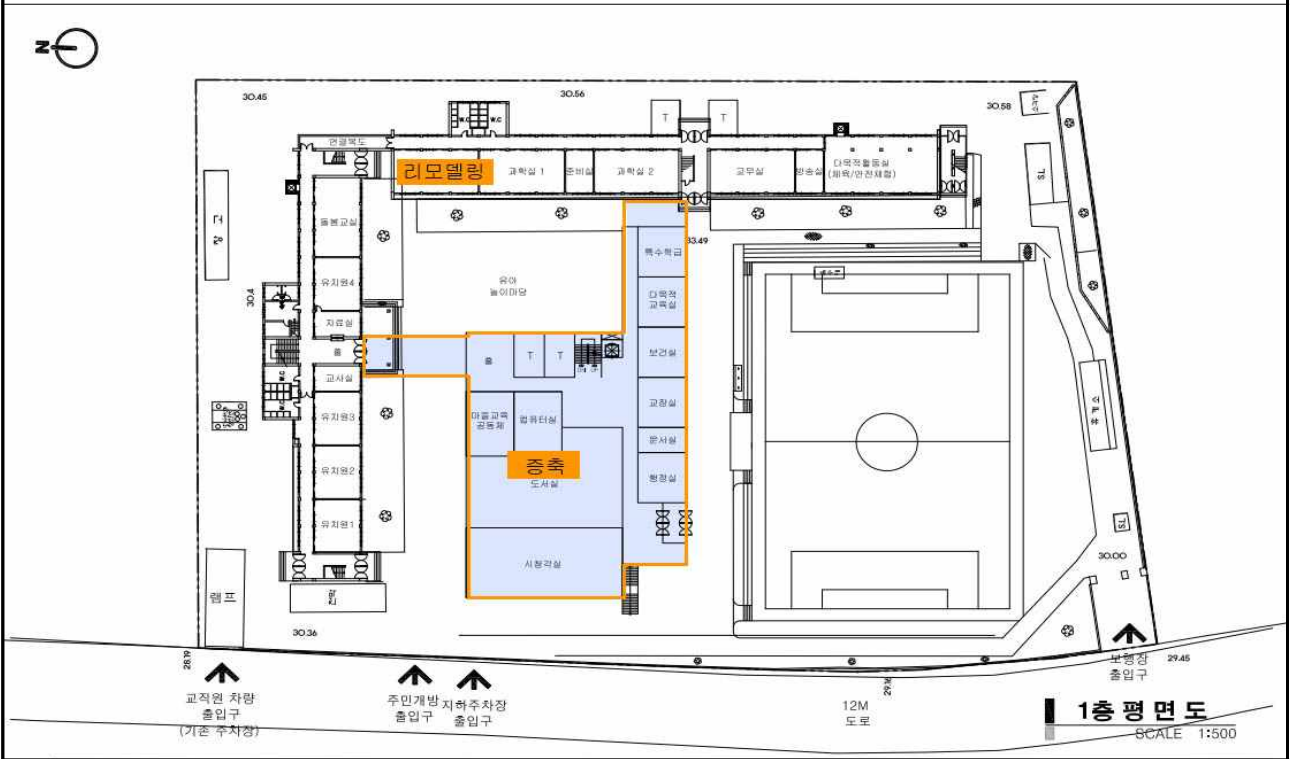 N
30.45
30.56
30.58
연결복도
W.C
W.C
T
T
리모델링
과학실 1
준비실
과학실 2
교무실
방송실
다목적활동실
(체육/안전체험)
돌봄교실
유치원4
자료실
홀
교사실
유치원3
유치원2
유치원1
30.4
유아
놀이마당
33.49
특수학급
다목적
교육실
보건실
교장실
문서실
행정실
홀
T
T
DN
UP
마을교육
공동체
컴퓨터실
증축
도서실
시청각실
램프
30.36
28.19
29.16
30.00
29.45
교직원 차량
출입구
(기존 주차장)
주민개방
출입구
지하주차장
출입구
12M
도로
보행장
출입구
1층평면도
SCALE 1:500